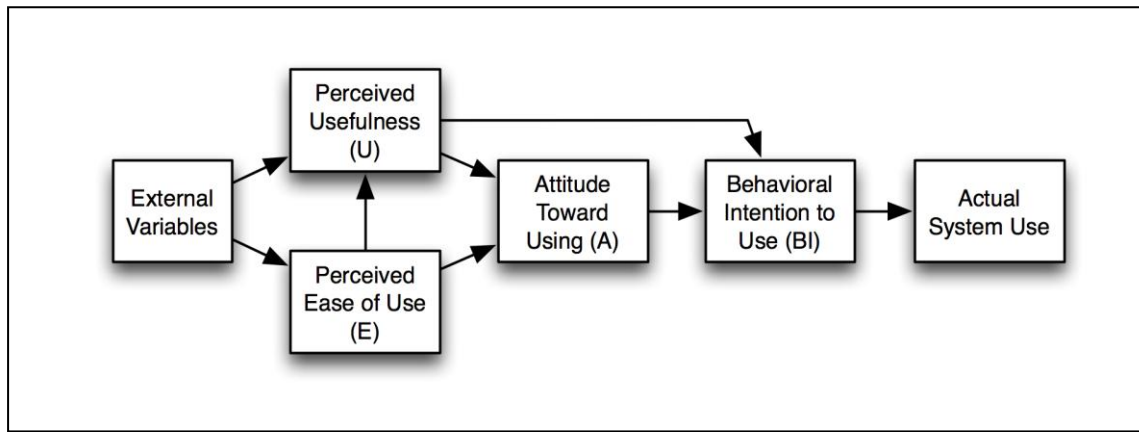 Perceived
Usefulness
(U)
External
Variables
Perceived
Ease of Use
(E)
Attitude
Toward
Using (A)
Behavioral
Intention to
Use (BI)
Actual
System Use